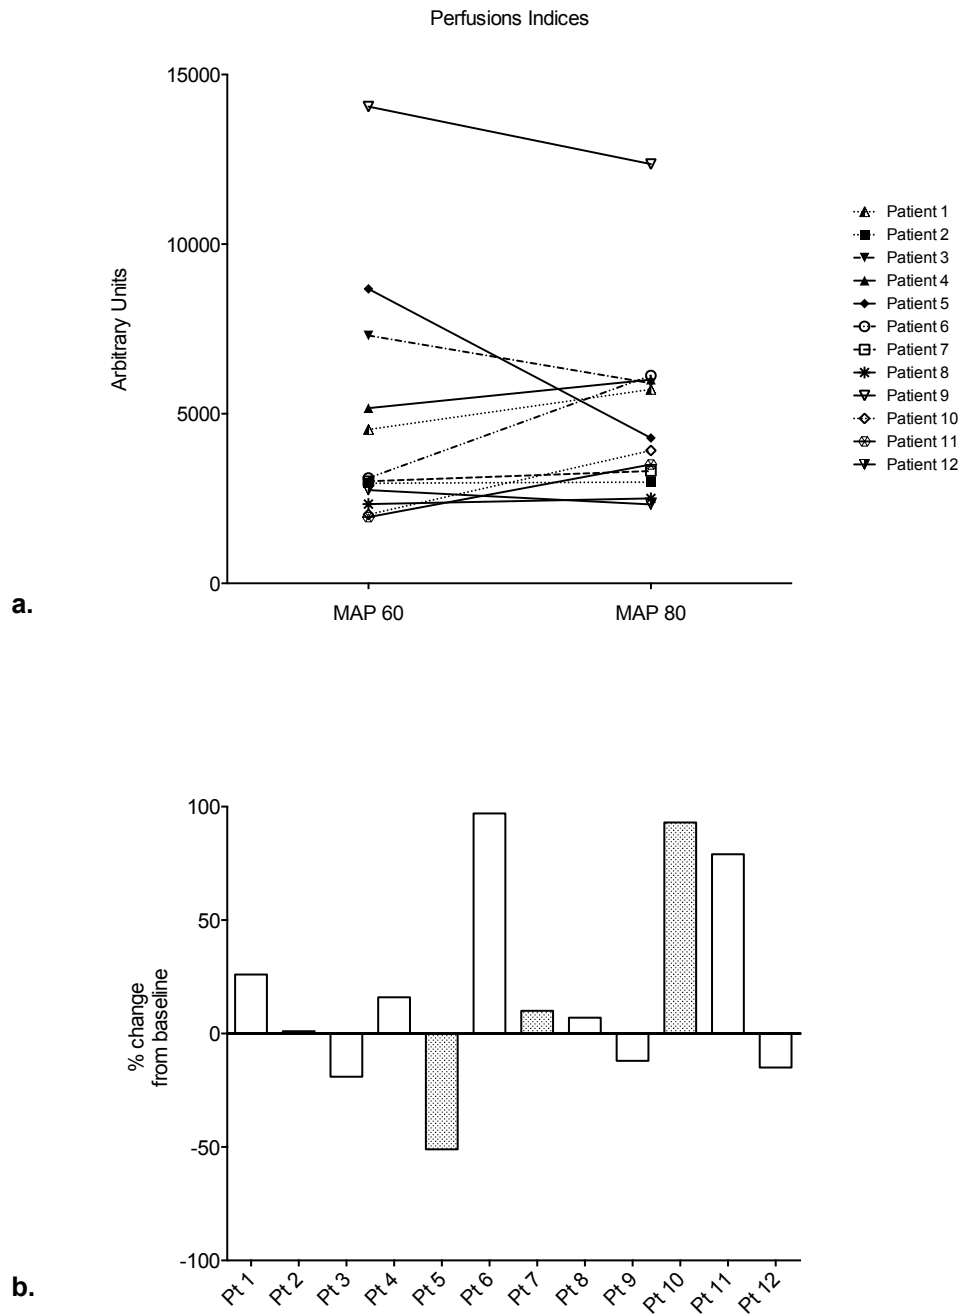 Perfusions Indices
15000
10000
5000
0
Arbitrary Units
MAP 60
MAP 80
Patient 1
Patient 2
Patient 3
Patient 4
Patient 5
Patient 6
Patient 7
Patient 8
Patient 9
Patient 10
Patient 11
Patient 12
a.
100
50
0
-50
-100
% change
from baseline
Pt 1
Pt 2
Pt 3
Pt 4
Pt 5
Pt 6
Pt 7
Pt 8
Pt 9
Pt 10
Pt 11
Pt 12
b.